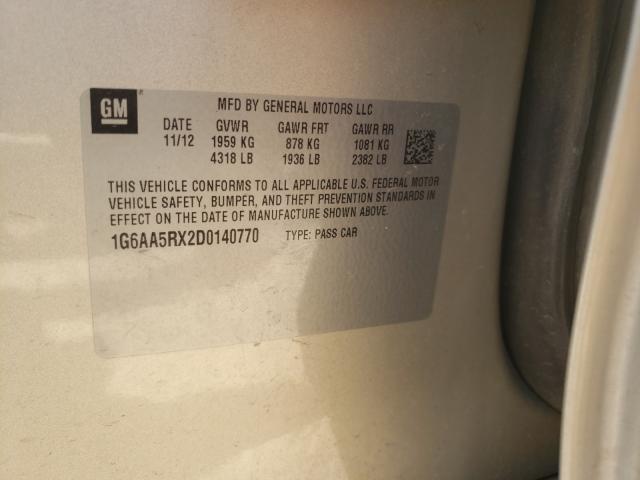 GM
MFD BY GENERAL MOTORS LLC
DATE GVWR GAWR FRT GAWR RR
11/12 1959 KG 878 KG 1081 KG
4318 LB 1936 LB 2382 LB
THIS VEHICLE CONFORMS TO ALL APPLICABLE U.S. FEDERAL MOTOR
VEHICLE SAFETY, BUMPER, AND THEFT PREVENTION STANDARDS IN
EFFECT ON THE DATE OF MANUFACTURE SHOWN ABOVE.
1G6AA5RX2D0140770 TYPE: PASS CAR